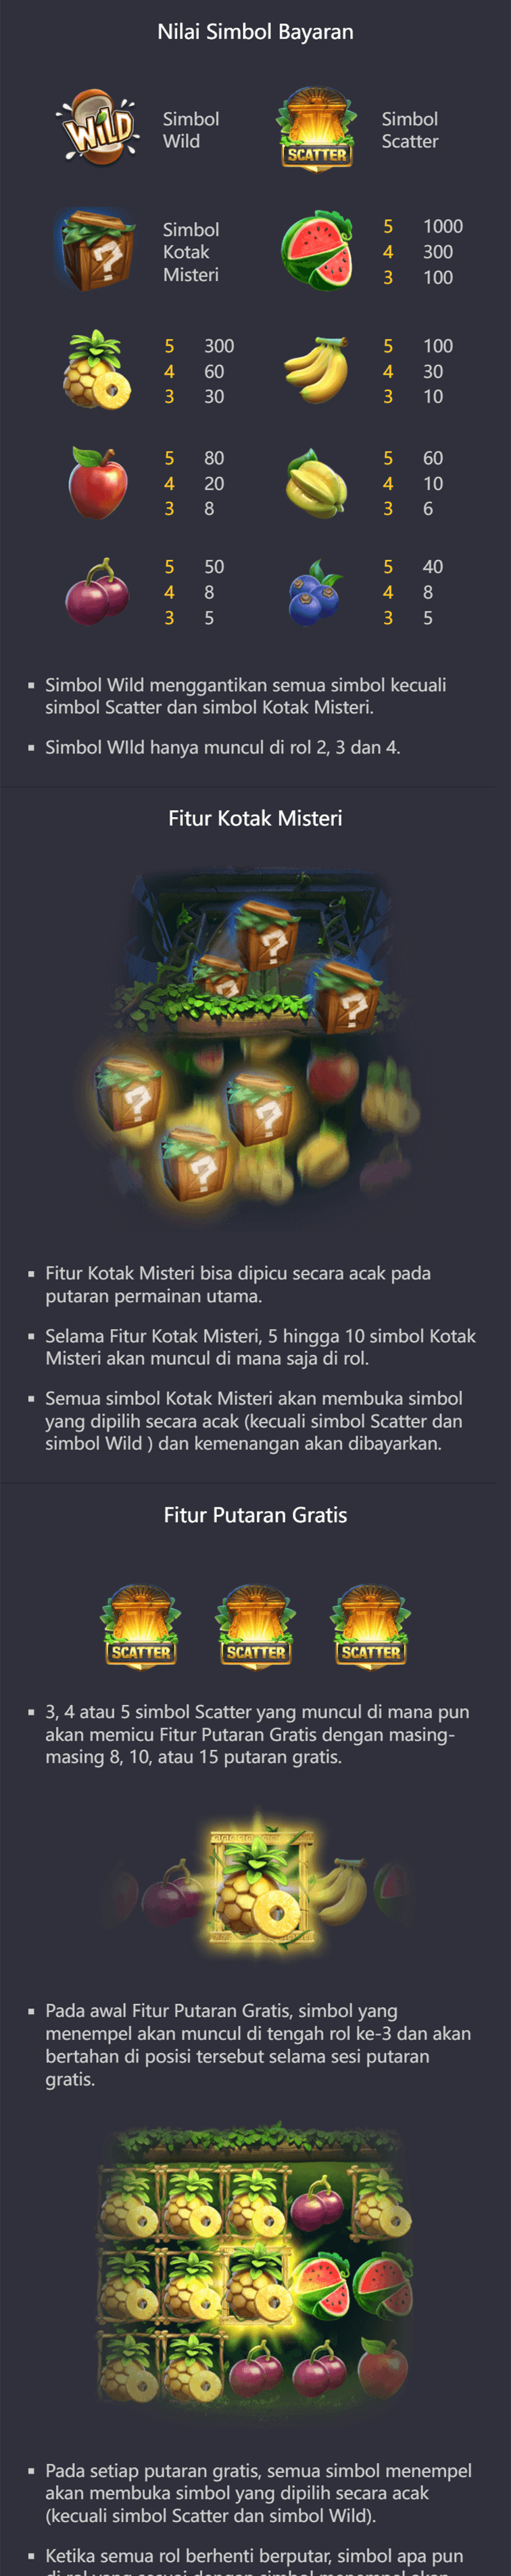 Nilai Simbol Bayaran
WILD
Simbol
Wild
SCATTER
Simbol
Scatter
?
Simbol
Kotak
Misteri
5 1000
4 300
3 100
5 300
4 60
3 30
5 100
4 30
3 10
5 80
4 20
3 8
5 60
4 10
3 6
5 50
4 8
3 5
5 40
4 8
3 5
▪ Simbol Wild menggantikan semua simbol kecuali
simbol Scatter dan simbol Kotak Misteri.
▪ Simbol WIld hanya muncul di rol 2, 3 dan 4.
Fitur Kotak Misteri
?
?
?
?
?
?
▪ Fitur Kotak Misteri bisa dipicu secara acak pada
putaran permainan utama.
▪ Selama Fitur Kotak Misteri, 5 hingga 10 simbol Kotak
Misteri akan muncul di mana saja di rol.
▪ Semua simbol Kotak Misteri akan membuka simbol
yang dipilih secara acak (kecuali simbol Scatter dan
simbol Wild ) dan kemenangan akan dibayarkan.
Fitur Putaran Gratis
SCATTER SCATTER SCATTER
▪ 3, 4 atau 5 simbol Scatter yang muncul di mana pun
akan memicu Fitur Putaran Gratis dengan masing-
masing 8, 10, atau 15 putaran gratis.
▪ Pada awal Fitur Putaran Gratis, simbol yang
menempel akan muncul di tengah rol ke-3 dan akan
bertahan di posisi tersebut selama sesi putaran
gratis.
▪ Pada setiap putaran gratis, semua simbol menempel
akan membuka simbol yang dipilih secara acak
(kecuali simbol Scatter dan simbol Wild).
▪ Ketika semua rol berhenti berputar, simbol apa pun